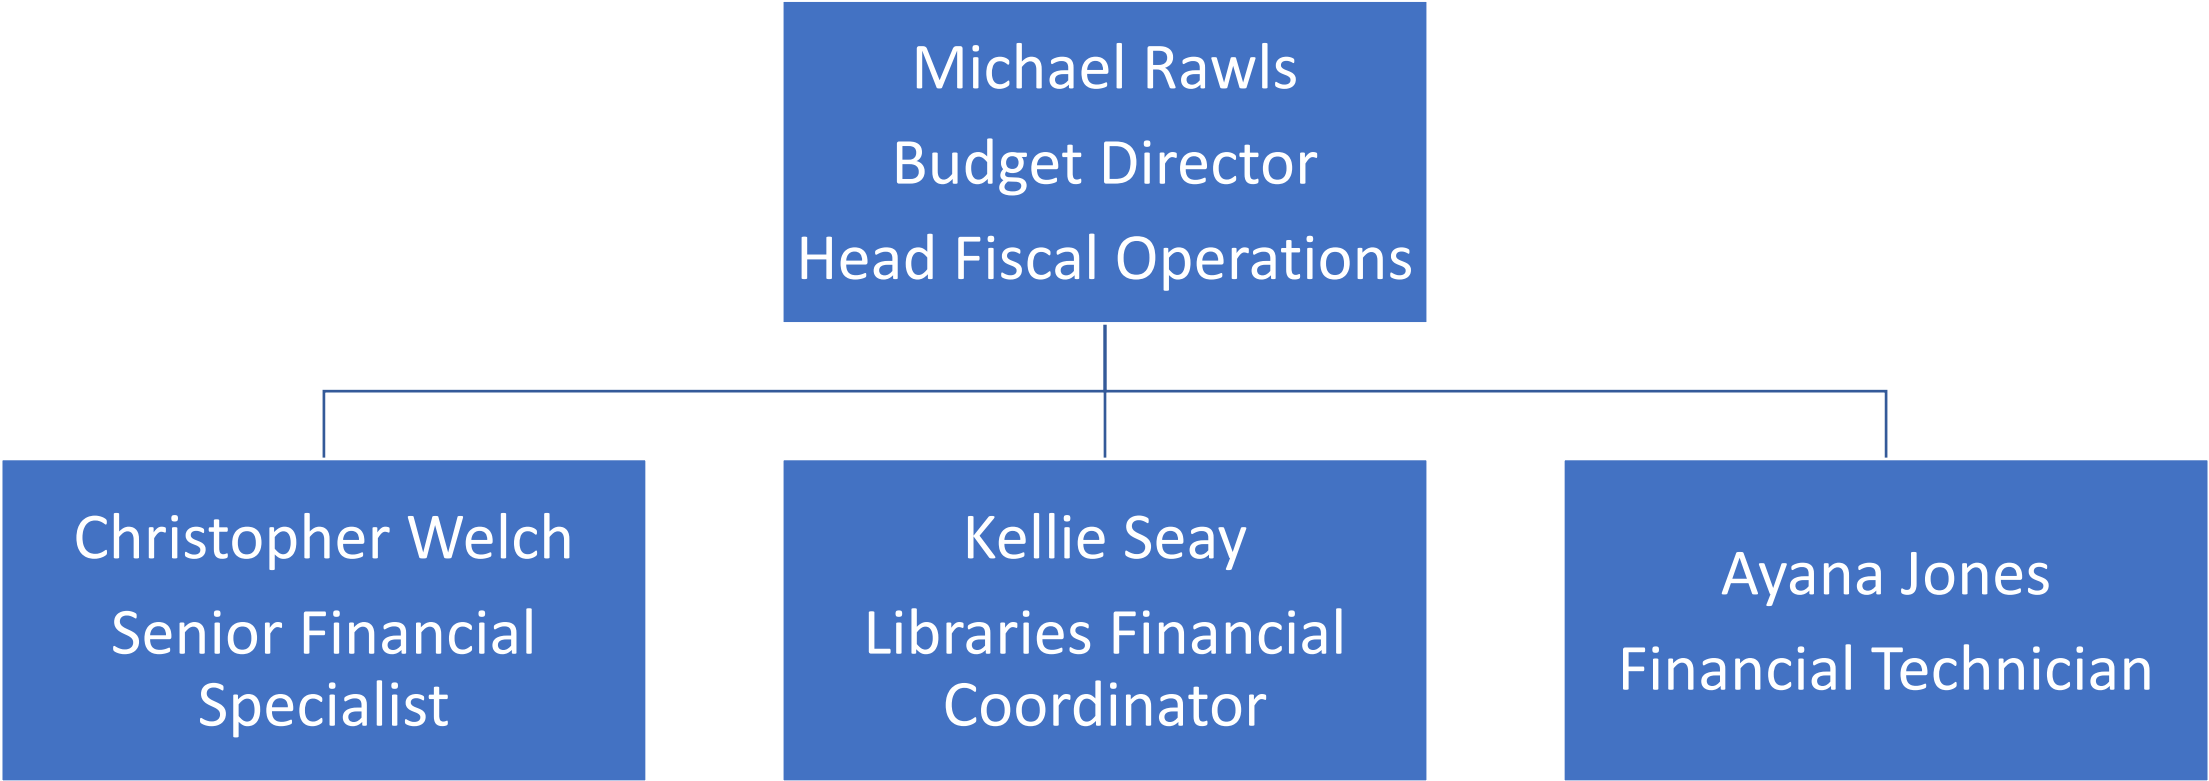 Michael Rawls
Budget Director
Head Fiscal Operations
Christopher Welch
Senior Financial
Specialist
Kellie Seay
Libraries Financial
Coordinator
Ayana Jones
Financial Technician